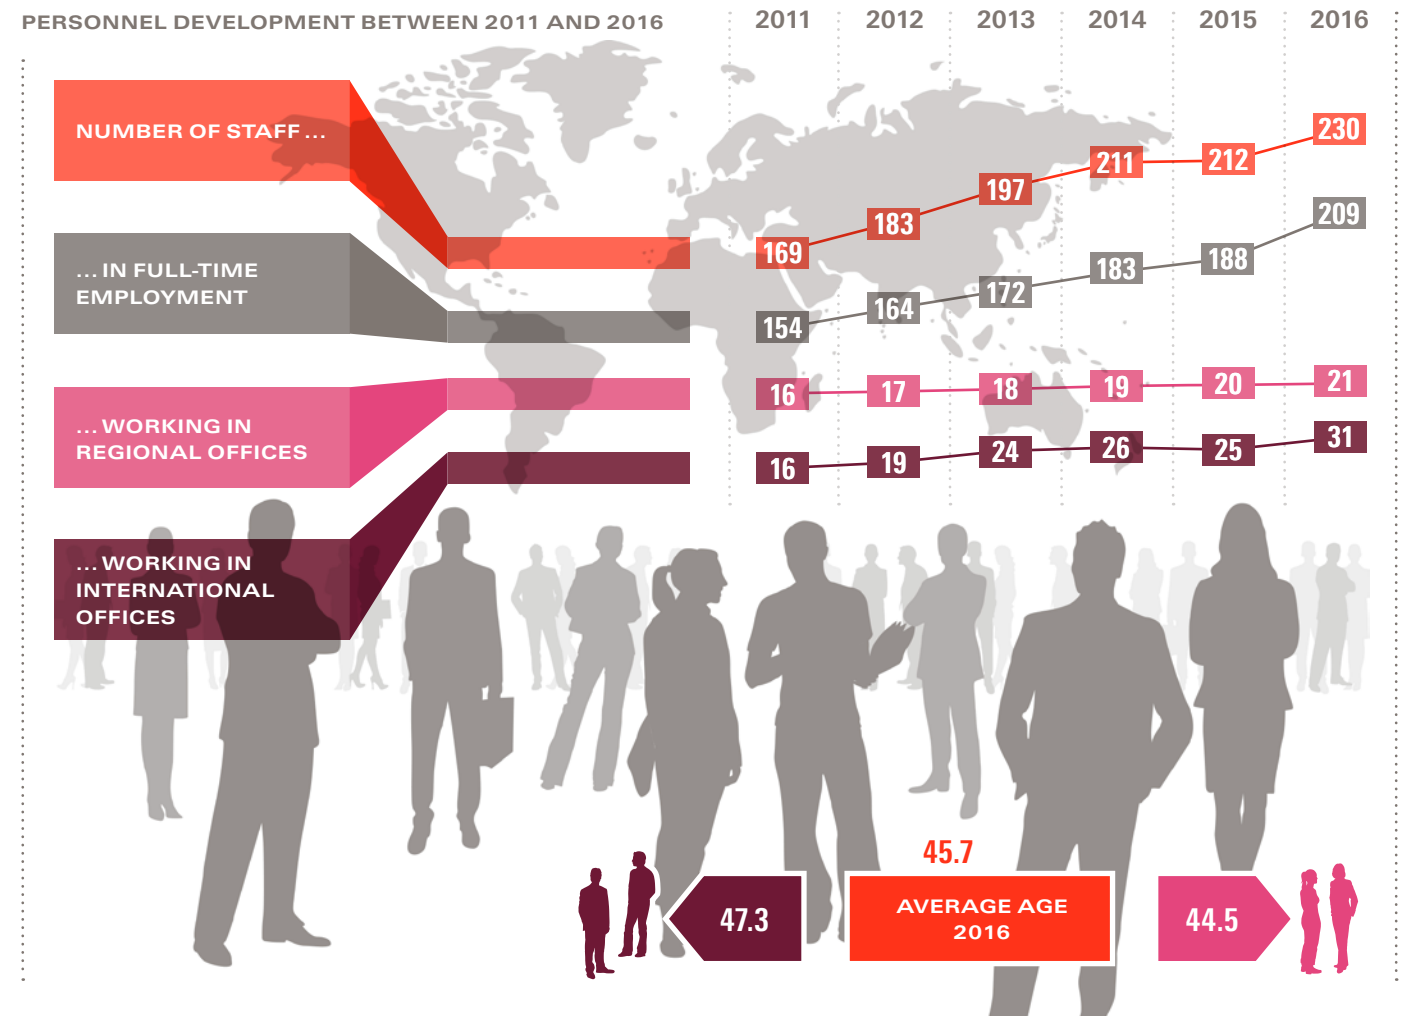 PERSONNEL DEVELOPMENT BETWEEN 2011 AND 2016 2011 2012 2013 2014 2015 2016
NUMBER OF STAFF ...
169 183 197 211 212 230
... IN FULL-TIME
EMPLOYMENT
154 164 172 183 188 209
... WORKING IN
REGIONAL OFFICES
16 17 18 19 20 21
... WORKING IN
INTERNATIONAL
OFFICES
16 19 24 26 25 31
45.7
47.3
AVERAGE AGE
2016
44.5